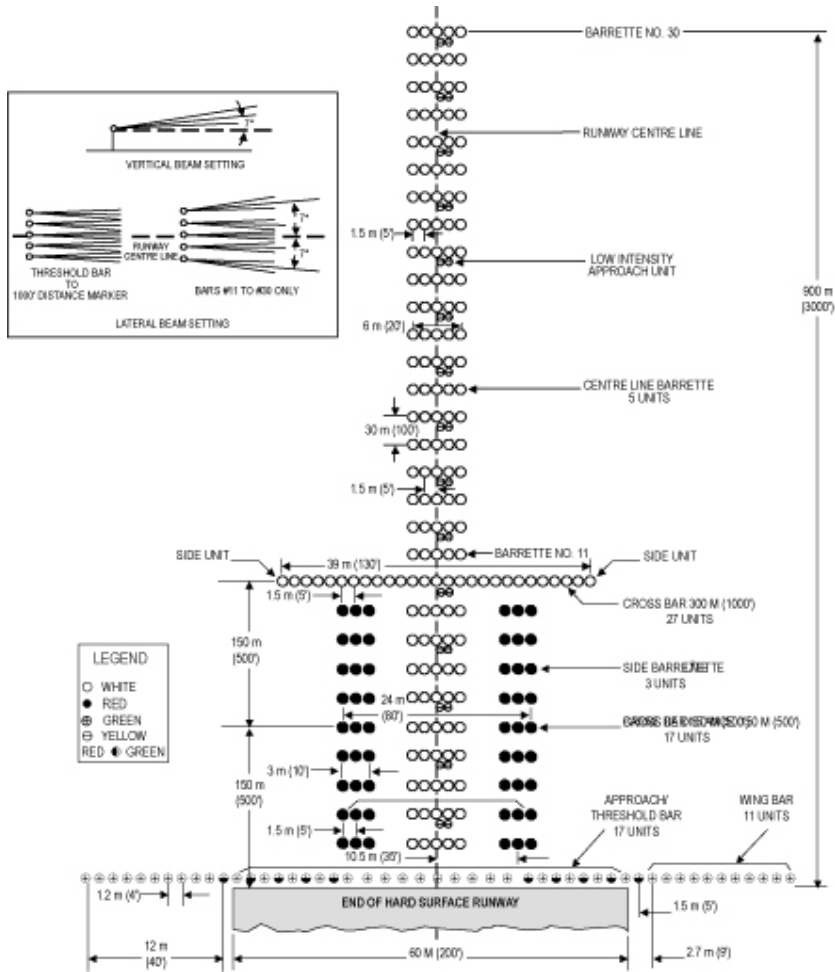 BARRETTE NO. 30
RUNWAY CENTRE LINE
7°
VERTICAL BEAM SETTING
1.5 m (5')
LOW INTENSITY
APPROACH UNIT
7°
RUNWAY
CENTRE LINE
7°
THRESHOLD BAR
TO
1000' DISTANCE MARKER
BARS #11 TO #30 ONLY
LATERAL BEAM SETTING
900 m
(3000')
6 m (20')
CENTRE LINE BARRETTE
5 UNITS
30 m (100')
1.5 m (5')
SIDE UNIT
39 m (130')
BARRETTE NO. 11
SIDE UNIT
1.5 m (5')
CROSS BAR 300 M (1000')
27 UNITS
150 m
(500')
LEGEND
WHITE
RED
GREEN
YELLOW
RED GREEN
SIDE BARRETTE
3 UNITS
24 m
(80')
150 M (500')
17 UNITS
3 m (10')
150 m
(500')
APPROACH/
THRESHOLD BAR
17 UNITS
WING BAR
11 UNITS
1.5 m (5')
10.5 m (35')
1.2 m (4')
END OF HARD SURFACE RUNWAY
1.5 m (5')
12 m
(40')
60 M (200')
2.7 m (9')